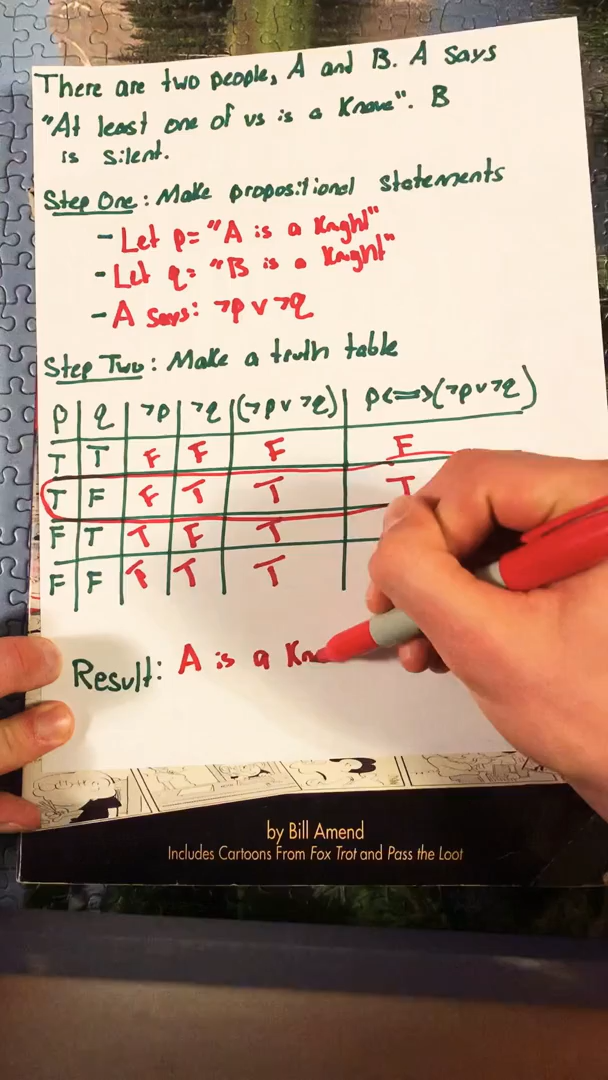 There are two people, A and B. A says
"At least one of us is a Knave". B
is silent.
Step One: Make propositional statements
- Let p= "A is a Knght"
- Let q= "B is a Knight"
- A says: ¬p ∨ ¬q
Step Two: Make a truth table
p q ¬p ¬q (¬p ∨ ¬q) p<=>(¬p ∨ ¬q)
T T F F F F
T F F T T T
F T T F T
F F T T T
Result: A is a Kn
by Bill Amend
Includes Cartoons From Fox Trot and Pass the Loot